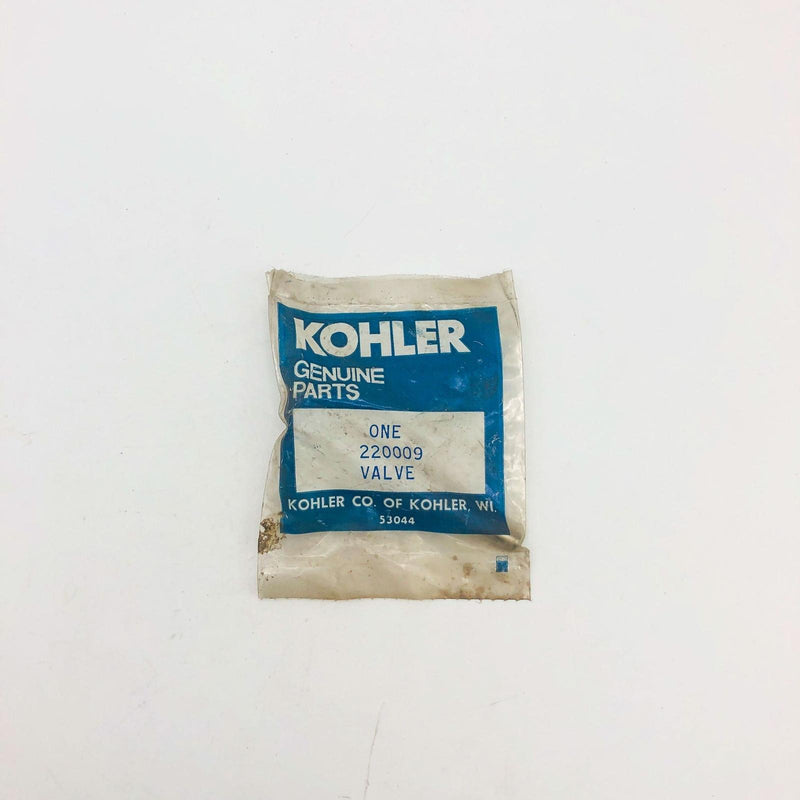 KOHLER
GENUINE
PARTS
ONE
220009
VALVE
KOHLER CO. OF KOHLER, WI.
53044